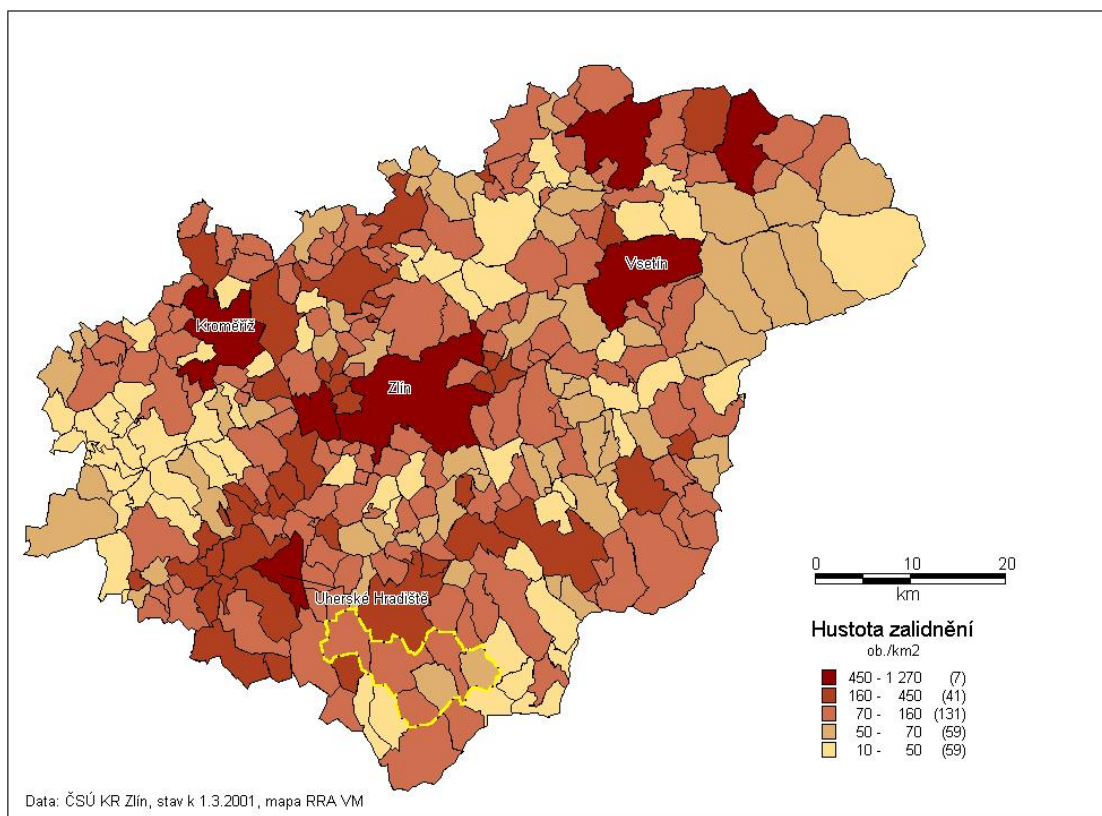 Vsetín
Kroměříž
Zlín
Uherské Hradiště
0 10 20
km
Hustota zalidnění
ob./km2
450 - 1 270 (7)
160 - 450 (41)
70 - 160 (131)
50 - 70 (59)
10 - 50 (59)
Data: ČSÚ KR Zlín, stav k 1.3.2001, mapa RRA VM